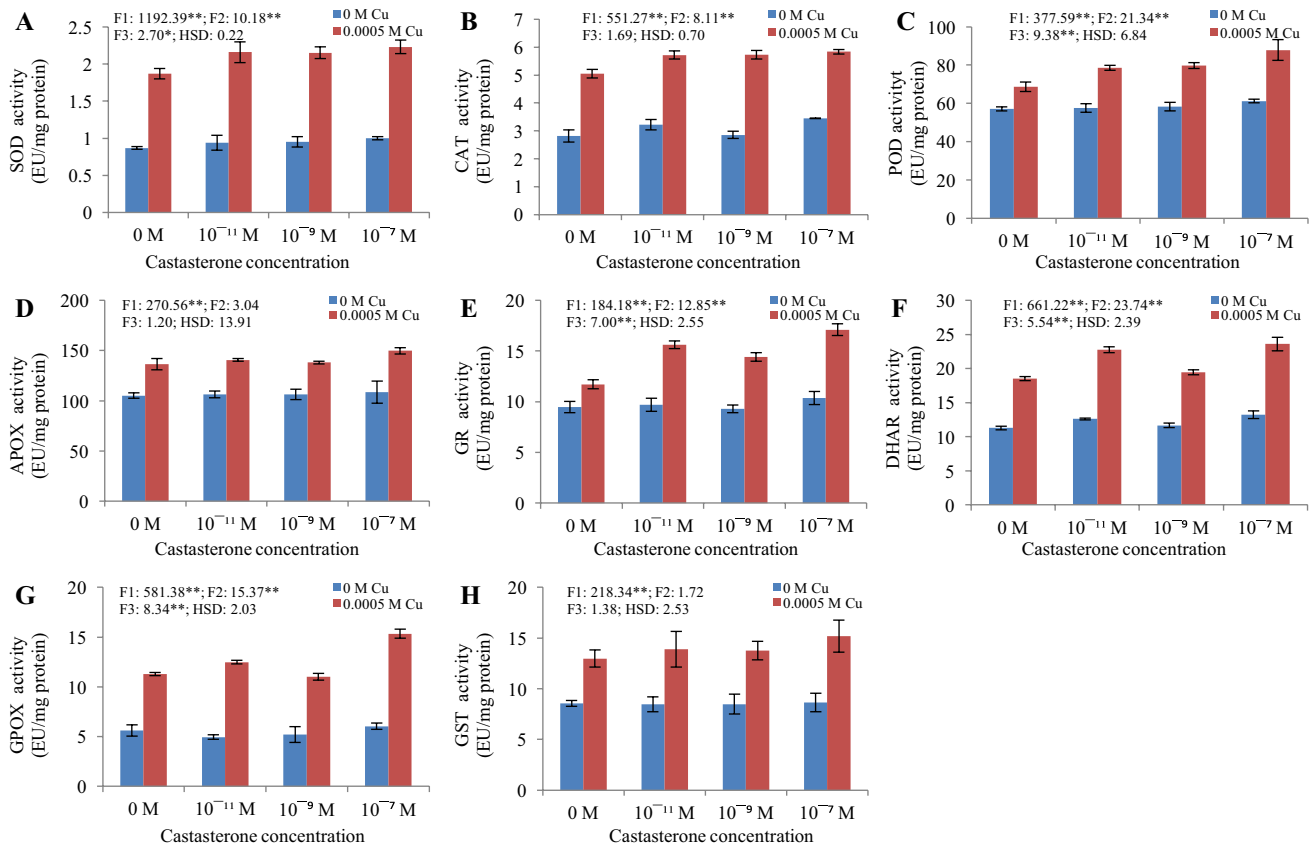 A
F1: 1192.39**; F2: 10.18**
F3: 2.70*; HSD: 0.22
0 M Cu
0.0005 M Cu
SOD activity
(EU/mg protein)
2.5
2
1.5
1
0.5
0
0 M
10⁻¹¹ M
10⁻⁹ M
10⁻⁷ M
Castasterone concentration
B
F1: 551.27**; F2: 8.11**
F3: 1.69; HSD: 0.70
0 M Cu
0.0005 M Cu
CAT activity
(EU/mg protein)
7
6
5
4
3
2
1
0
0 M
10⁻¹¹ M
10⁻⁹ M
10⁻⁷ M
Castasterone concentration
C
F1: 377.59**; F2: 21.34**
F3: 9.38**; HSD: 6.84
0 M Cu
0.0005 M Cu
POD activityt
(EU/mg protein)
100
80
60
40
20
0
0 M
10⁻¹¹ M
10⁻⁹ M
10⁻⁷ M
Castasterone concentration
D
F1: 270.56**; F2: 3.04
F3: 1.20; HSD: 13.91
0 M Cu
0.0005 M Cu
APOX activity
(EU/mg protein)
200
150
100
50
0
0 M
10⁻¹¹ M
10⁻⁹ M
10⁻⁷ M
Castasterone concentration
E
F1: 184.18**; F2: 12.85**
F3: 7.00**; HSD: 2.55
0 M Cu
0.0005 M Cu
GR activity
(EU/mg protein)
20
15
10
5
0
0 M
10⁻¹¹ M
10⁻⁹ M
10⁻⁷ M
Castasterone concentration
F
F1: 661.22**; F2: 23.74**
F3: 5.54**; HSD: 2.39
0 M Cu
0.0005 M Cu
DHAR activity
(EU/mg protein)
30
25
20
15
10
5
0
0 M
10⁻¹¹ M
10⁻⁹ M
10⁻⁷ M
Castasterone concentration
G
F1: 581.38**; F2: 15.37**
F3: 8.34**; HSD: 2.03
0 M Cu
0.0005 M Cu
GPOX activity
(EU/mg protein)
20
15
10
5
0
0 M
10⁻¹¹ M
10⁻⁹ M
10⁻⁷ M
Castasterone concentration
H
F1: 218.34**; F2: 1.72
F3: 1.38; HSD: 2.53
0 M Cu
0.0005 M Cu
GST activity
(EU/mg protein)
20
15
10
5
0
0 M
10⁻¹¹ M
10⁻⁹ M
10⁻⁷ M
Castasterone concentration